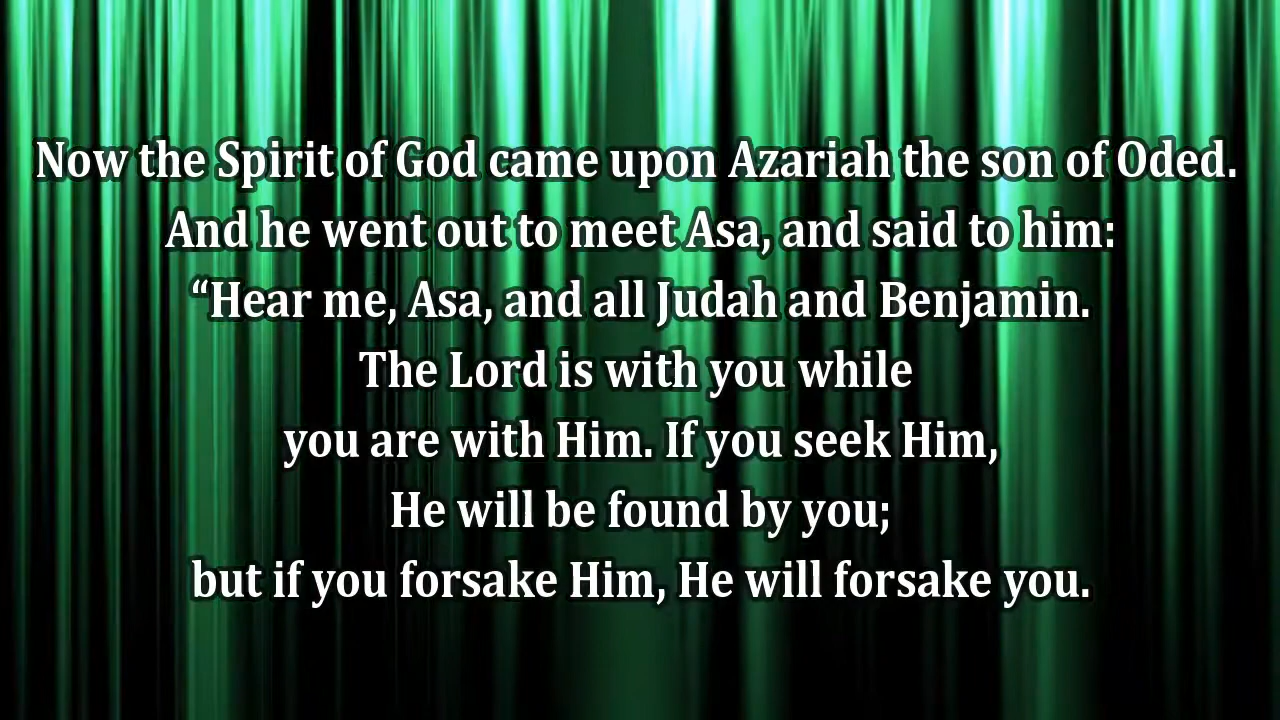 Now the Spirit of God came upon Azariah the son of Oded.
And he went out to meet Asa, and said to him:
“Hear me, Asa, and all Judah and Benjamin.
The Lord is with you while
you are with Him. If you seek Him,
He will be found by you;
but if you forsake Him, He will forsake you.